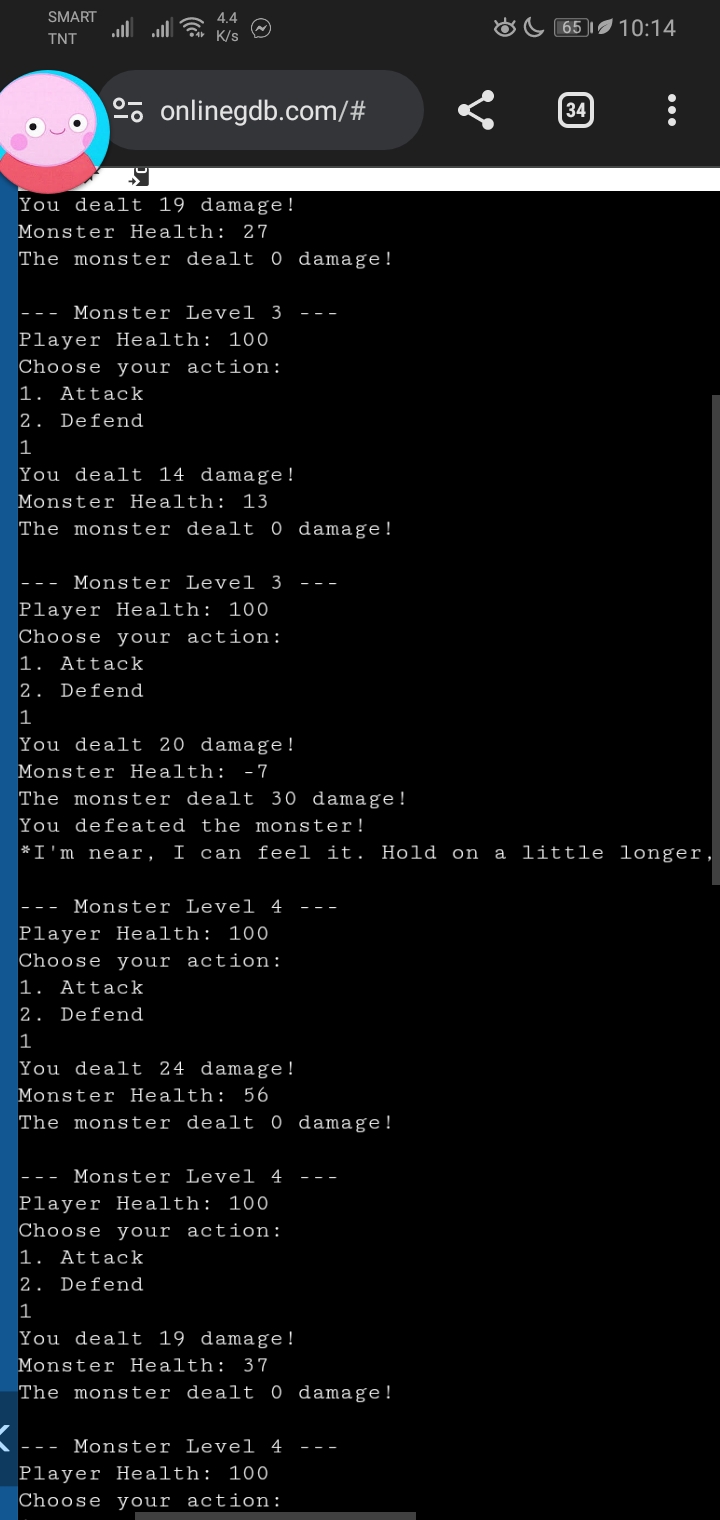 SMART
TNT
4.4
K/s
65
10:14
onlinegdb.com/#
34
You dealt 19 damage!
Monster Health: 27
The monster dealt 0 damage!
--- Monster Level 3 ---
Player Health: 100
Choose your action:
1. Attack
2. Defend
1
You dealt 14 damage!
Monster Health: 13
The monster dealt 0 damage!
--- Monster Level 3 ---
Player Health: 100
Choose your action:
1. Attack
2. Defend
1
You dealt 20 damage!
Monster Health: -7
The monster dealt 30 damage!
You defeated the monster!
*I'm near, I can feel it. Hold on a little longer,
--- Monster Level 4 ---
Player Health: 100
Choose your action:
1. Attack
2. Defend
1
You dealt 24 damage!
Monster Health: 56
The monster dealt 0 damage!
--- Monster Level 4 ---
Player Health: 100
Choose your action:
1. Attack
2. Defend
1
You dealt 19 damage!
Monster Health: 37
The monster dealt 0 damage!
--- Monster Level 4 ---
Player Health: 100
Choose your action: